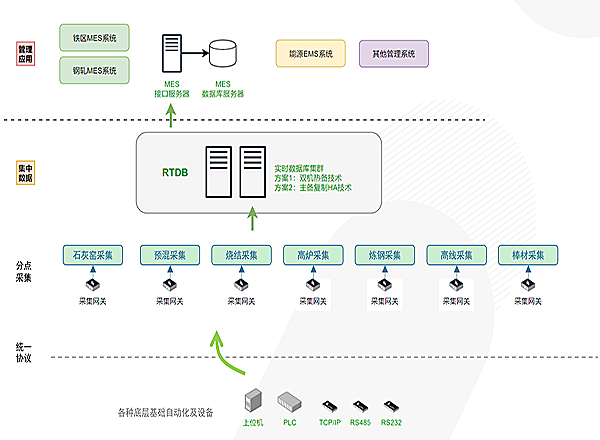 管理
应用
铁区MES系统
钢轧MES系统
MES
接口服务器
MES
数据库服务器
能源EMS系统
其他管理系统
集中
数据
RTDB
实时数据库集群
方案1：双机热备技术
方案2：主备复制HA技术
分点
采集
石灰窑采集
预混采集
烧结采集
高炉采集
炼钢采集
高线采集
棒材采集
采集网关
采集网关
采集网关
采集网关
采集网关
采集网关
采集网关
统一
协议
各种底层基础自动化及设备
上位机
PLC
TCP/IP
RS485
RS232